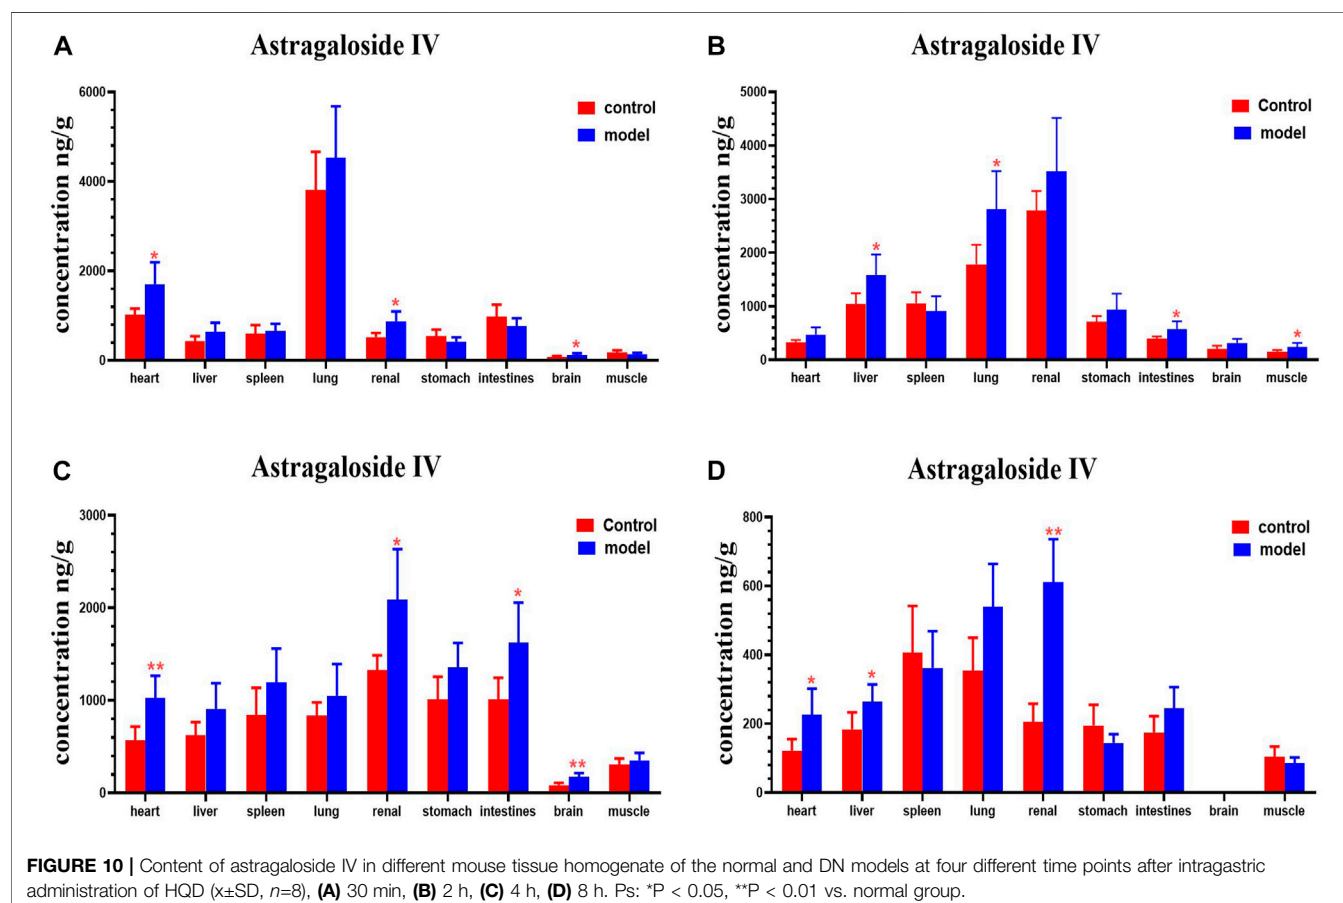 A
Astragaloside IV
concentration ng/g
6000
4000
2000
0
control
model
*
*
*
heart liver spleen lung renal stomach intestines brain muscle
B
Astragaloside IV
concentration ng/g
5000
4000
3000
2000
1000
0
Control
model
*
*
*
*
heart liver spleen lung renal stomach intestines brain muscle
C
Astragaloside IV
concentration ng/g
3000
2000
1000
0
Control
model
**
*
*
**
heart liver spleen lung renal stomach intestines brain muscle
D
Astragaloside IV
concentration ng/g
800
600
400
200
0
control
model
*
*
**
heart liver spleen lung renal stomach intestines brain muscle
FIGURE 10 | Content of astragaloside IV in different mouse tissue homogenate of the normal and DN models at four different time points after intragastric
administration of HQD (x±SD, n=8), (A) 30 min, (B) 2 h, (C) 4 h, (D) 8 h. Ps: *P < 0.05, **P < 0.01 vs. normal group.